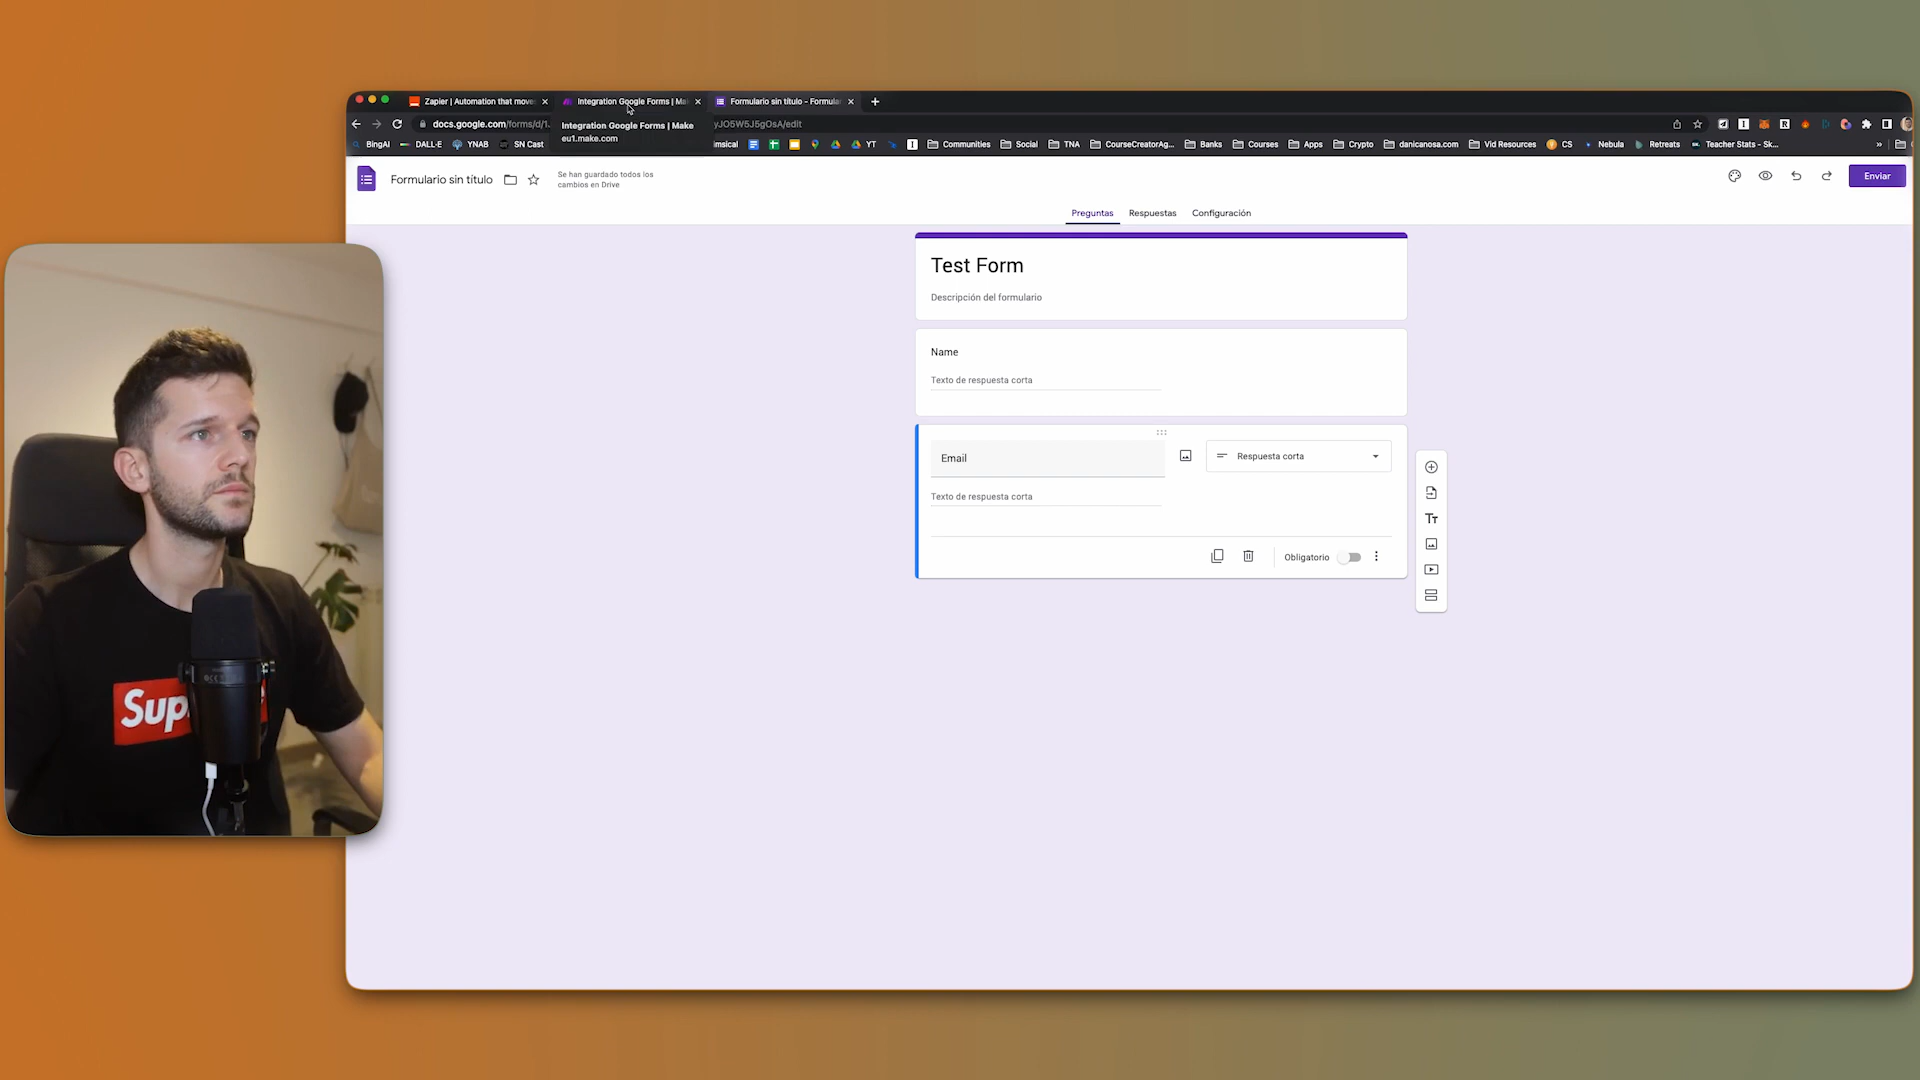 Zapier | Automation that move
Integration Google Forms | Ma
Formulario sin título - Formula
docs.google.com/forms/d/1
yJO5W5J5gOsA/edit
Integration Google Forms | Make
eu1.make.com
BingAI
DALL·E
YNAB
SN Cast
imsical
YT
Communities
Social
TNA
CourseCreatorAg...
Banks
Courses
Apps
Crypto
danicanosa.com
Vid Resources
CS
Nebula
Retreats
Teacher Stats - Sk...
Formulario sin título
Se han guardado todos los
cambios en Drive
Enviar
Preguntas
Respuestas
Configuración
Test Form
Descripción del formulario
Name
Texto de respuesta corta
Email
Respuesta corta
Texto de respuesta corta
Obligatorio
Sup